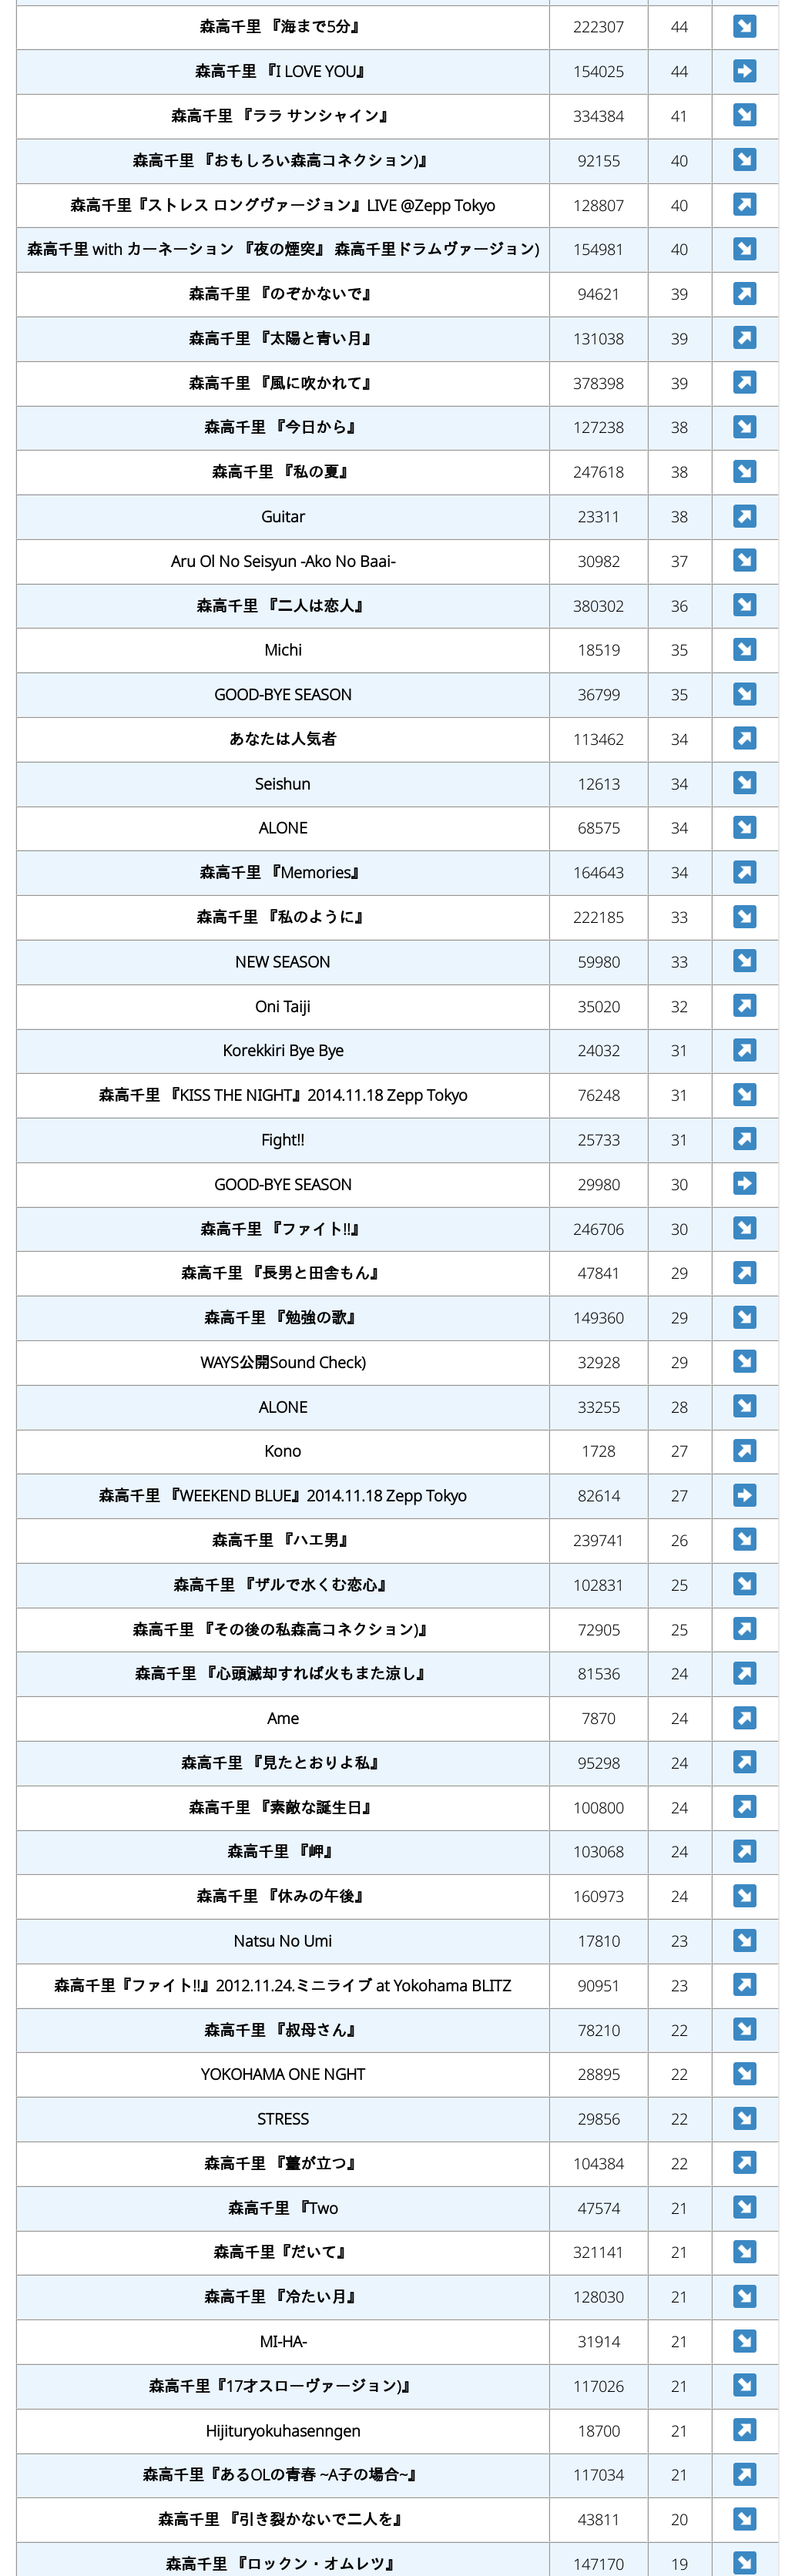 森高千里 『海まで5分』 222307 44
森高千里 『I LOVE YOU』 154025 44
森高千里 『ララ サンシャイン』 334384 41
森高千里 『おもしろい森高コネクション)』 92155 40
森高千里『ストレス ロングヴァージョン』LIVE @Zepp Tokyo 128807 40
森高千里 with カーネーション 『夜の煙突』 森高千里ドラムヴァージョン) 154981 40
森高千里 『のぞかないで』 94621 39
森高千里 『太陽と青い月』 131038 39
森高千里 『風に吹かれて』 378398 39
森高千里 『今日から』 127238 38
森高千里 『私の夏』 247618 38
Guitar 23311 38
Aru Ol No Seisyun -Ako No Baai- 30982 37
森高千里 『二人は恋人』 380302 36
Michi 18519 35
GOOD-BYE SEASON 36799 35
あなたは人気者 113462 34
Seishun 12613 34
ALONE 68575 34
森高千里 『Memories』 164643 34
森高千里 『私のように』 222185 33
NEW SEASON 59980 33
Oni Taiji 35020 32
Korekkiri Bye Bye 24032 31
森高千里 『KISS THE NIGHT』2014.11.18 Zepp Tokyo 76248 31
Fight!! 25733 31
GOOD-BYE SEASON 29980 30
森高千里 『ファイト!!』 246706 30
森高千里 『長男と田舎もん』 47841 29
森高千里 『勉強の歌』 149360 29
WAYS公開Sound Check) 32928 29
ALONE 33255 28
Kono 1728 27
森高千里 『WEEKEND BLUE』2014.11.18 Zepp Tokyo 82614 27
森高千里 『ハエ男』 239741 26
森高千里 『ザルで水くむ恋心』 102831 25
森高千里 『その後の私森高コネクション)』 72905 25
森高千里 『心頭滅却すれば火もまた涼し』 81536 24
Ame 7870 24
森高千里 『見たとおりよ私』 95298 24
森高千里 『素敵な誕生日』 100800 24
森高千里 『岬』 103068 24
森高千里 『休みの午後』 160973 24
Natsu No Umi 17810 23
森高千里『ファイト!!』2012.11.24.ミニライブ at Yokohama BLITZ 90951 23
森高千里 『叔母さん』 78210 22
YOKOHAMA ONE NGHT 28895 22
STRESS 29856 22
森高千里 『薹が立つ』 104384 22
森高千里 『Two 47574 21
森高千里『だいて』 321141 21
森高千里 『冷たい月』 128030 21
MI-HA- 31914 21
森高千里『17才スローヴァージョン)』 117026 21
Hijituryokuhasenngen 18700 21
森高千里『あるOLの青春 ~A子の場合~』 117034 21
森高千里 『引き裂かないで二人を』 43811 20
森高千里 『ロックン・オムレツ』 147170 19